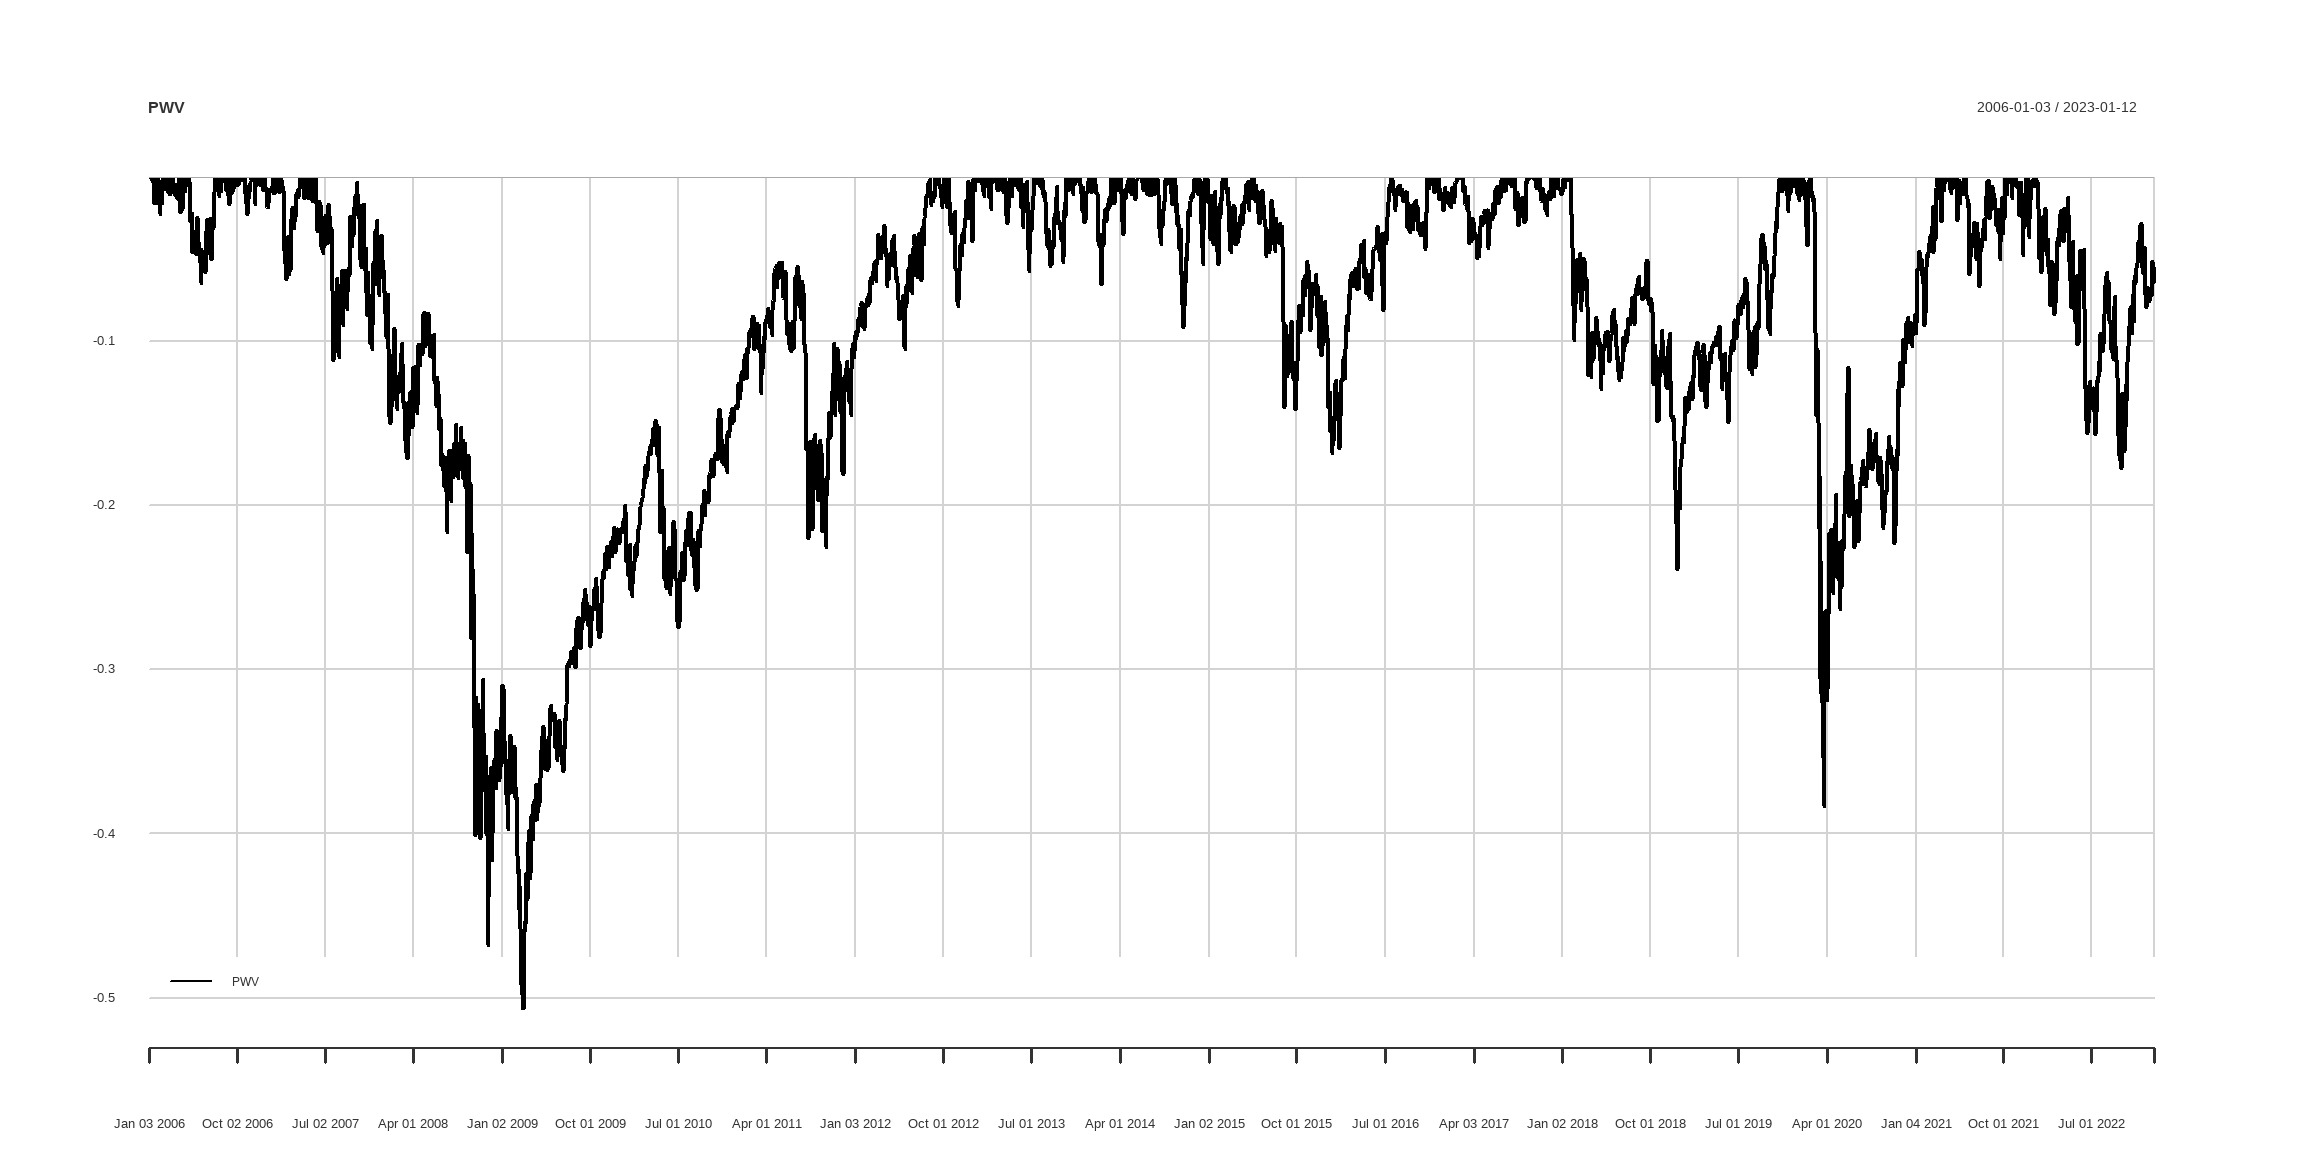 PWV
2006-01-03 / 2023-01-12
-0.1
-0.2
-0.3
-0.4
-0.5
PWV
Jan 03 2006 Oct 02 2006 Jul 02 2007 Apr 01 2008 Jan 02 2009 Oct 01 2009 Jul 01 2010 Apr 01 2011 Jan 03 2012 Oct 01 2012 Jul 01 2013 Apr 01 2014 Jan 02 2015 Oct 01 2015 Jul 01 2016 Apr 03 2017 Jan 02 2018 Oct 01 2018 Jul 01 2019 Apr 01 2020 Jan 04 2021 Oct 01 2021 Jul 01 2022